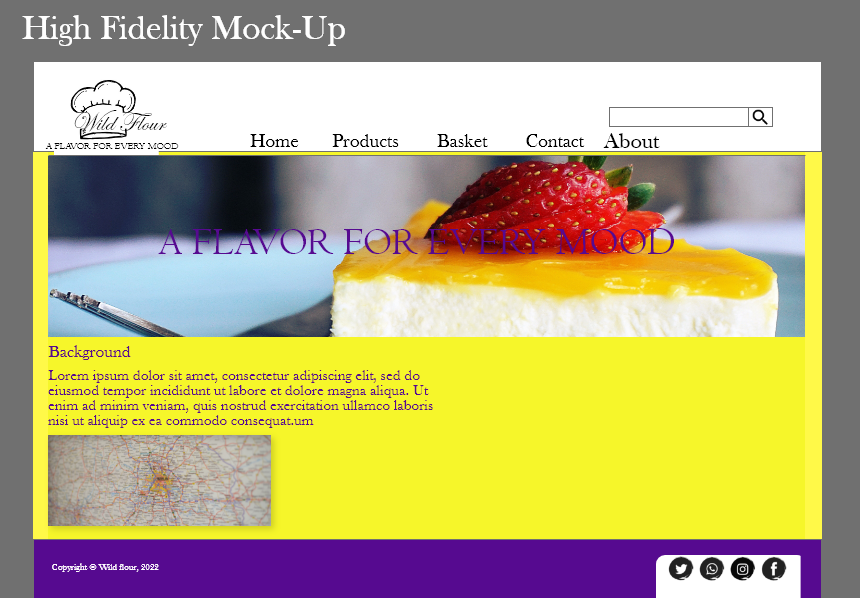 High Fidelity Mock-Up
Wild Flour
A FLAVOR FOR EVERY MOOD
Home Products Basket Contact About
A FLAVOR FOR EVERY MOOD
Background
Lorem ipsum dolor sit amet, consectetur adipiscing elit, sed do
eiusmod tempor incididunt ut labore et dolore magna aliqua. Ut
enim ad minim veniam, quis nostrud exercitation ullamco laboris
nisi ut aliquip ex ea commodo consequat.um
Copyright © Wild flour, 2022